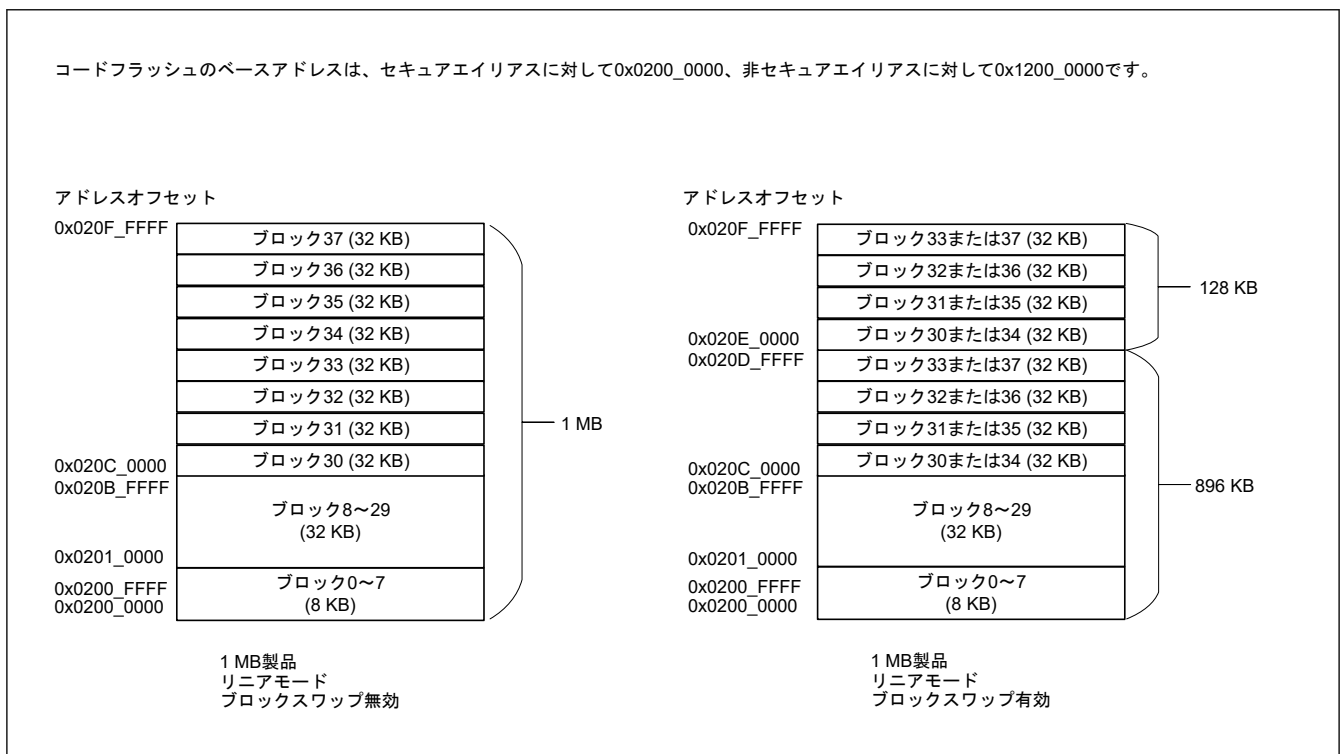 コードフラッシュのベースアドレスは、セキュアエイリアスに対して0x0200_0000、非セキュアエイリアスに対して0x1200_0000です。
アドレスオフセット
0x020F_FFFF
ブロック37 (32 KB)
ブロック36 (32 KB)
ブロック35 (32 KB)
ブロック34 (32 KB)
ブロック33 (32 KB)
ブロック32 (32 KB)
ブロック31 (32 KB)
1 MB
ブロック30 (32 KB)
0x020C_0000
0x020B_FFFF
ブロック8～29
(32 KB)
0x0201_0000
0x0200_FFFF
ブロック0～7
0x0200_0000
(8 KB)
1 MB製品
リニアモード
ブロックスワップ無効
アドレスオフセット
0x020F_FFFF
ブロック33または37 (32 KB)
ブロック32または36 (32 KB)
128 KB
ブロック31または35 (32 KB)
ブロック30または34 (32 KB)
0x020E_0000
0x020D_FFFF
ブロック33または37 (32 KB)
ブロック32または36 (32 KB)
ブロック31または35 (32 KB)
ブロック30または34 (32 KB)
0x020C_0000
0x020B_FFFF
896 KB
ブロック8～29
(32 KB)
0x0201_0000
0x0200_FFFF
ブロック0～7
0x0200_0000
(8 KB)
1 MB製品
リニアモード
ブロックスワップ有効